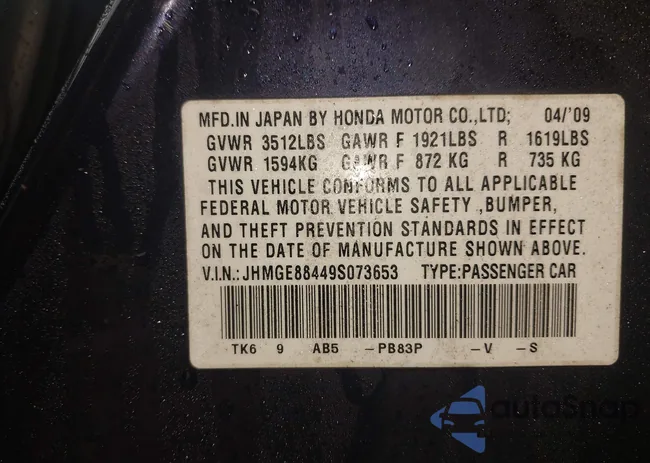 MFD.IN JAPAN BY HONDA MOTOR CO.,LTD; 04/'09
GVWR 3512LBS GAWR F 1921LBS R 1619LBS
GVWR 1594KG GAWR F 872 KG R 735 KG
THIS VEHICLE CONFORMS TO ALL APPLICABLE
FEDERAL MOTOR VEHICLE SAFETY ,BUMPER,
AND THEFT PREVENTION STANDARDS IN EFFECT
ON THE DATE OF MANUFACTURE SHOWN ABOVE.
V.I.N.:JHMGE88449S073653 TYPE:PASSENGER CAR
TK6 9 AB5 -PB83P -V -S
autoSnap